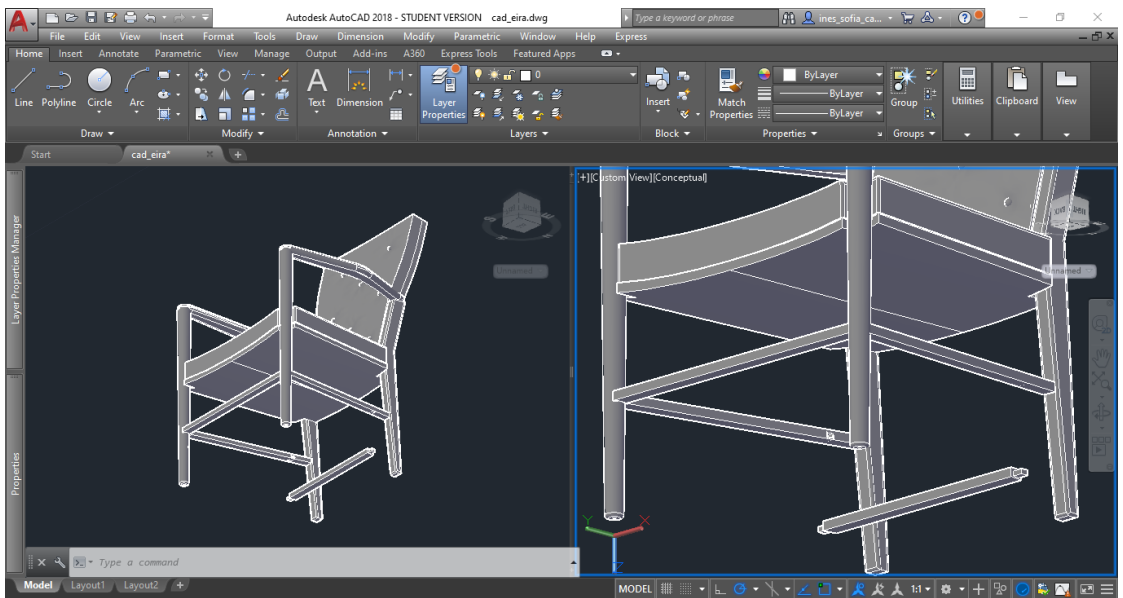 Autodesk AutoCAD 2018 - STUDENT VERSION cad_eira.dwg
Type a keyword or phrase
ines_sofia_ca...
File Edit View Insert Format Tools Draw Dimension Modify Parametric Window Help Express
Home Insert Annotate Parametric View Manage Output Add-ins A360 Express Tools Featured Apps
Line Polyline Circle Arc
Text Dimension
Layer Properties
0
Insert
Match Properties
ByLayer
ByLayer
ByLayer
Group
Utilities
Clipboard
View
Draw Modify Annotation Layers Block Properties Groups
Start cad_eira* +
[+][Custom View][Conceptual]
Layer Properties Manager
Properties
Unnamed
Unnamed
Y X
Z
Type a command
Model Layout1 Layout2 +
MODEL 1:1